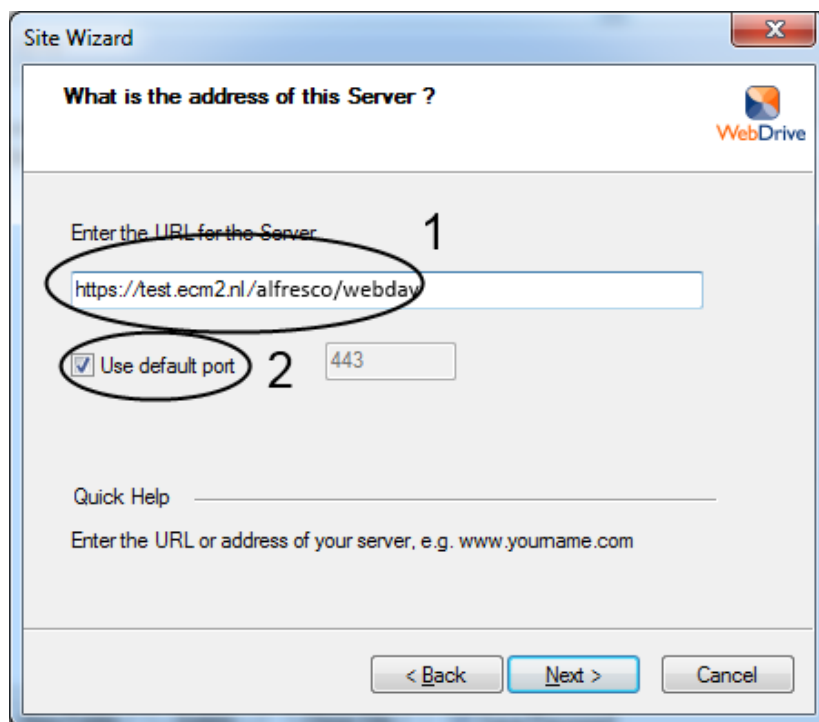 Site Wizard
What is the address of this Server ?
WebDrive
Enter the URL for the Server
1
https://test.ecm2.nl/alfresco/webdav
Use default port
2
443
Quick Help
Enter the URL or address of your server, e.g. www.yourname.com
< Back
Next >
Cancel